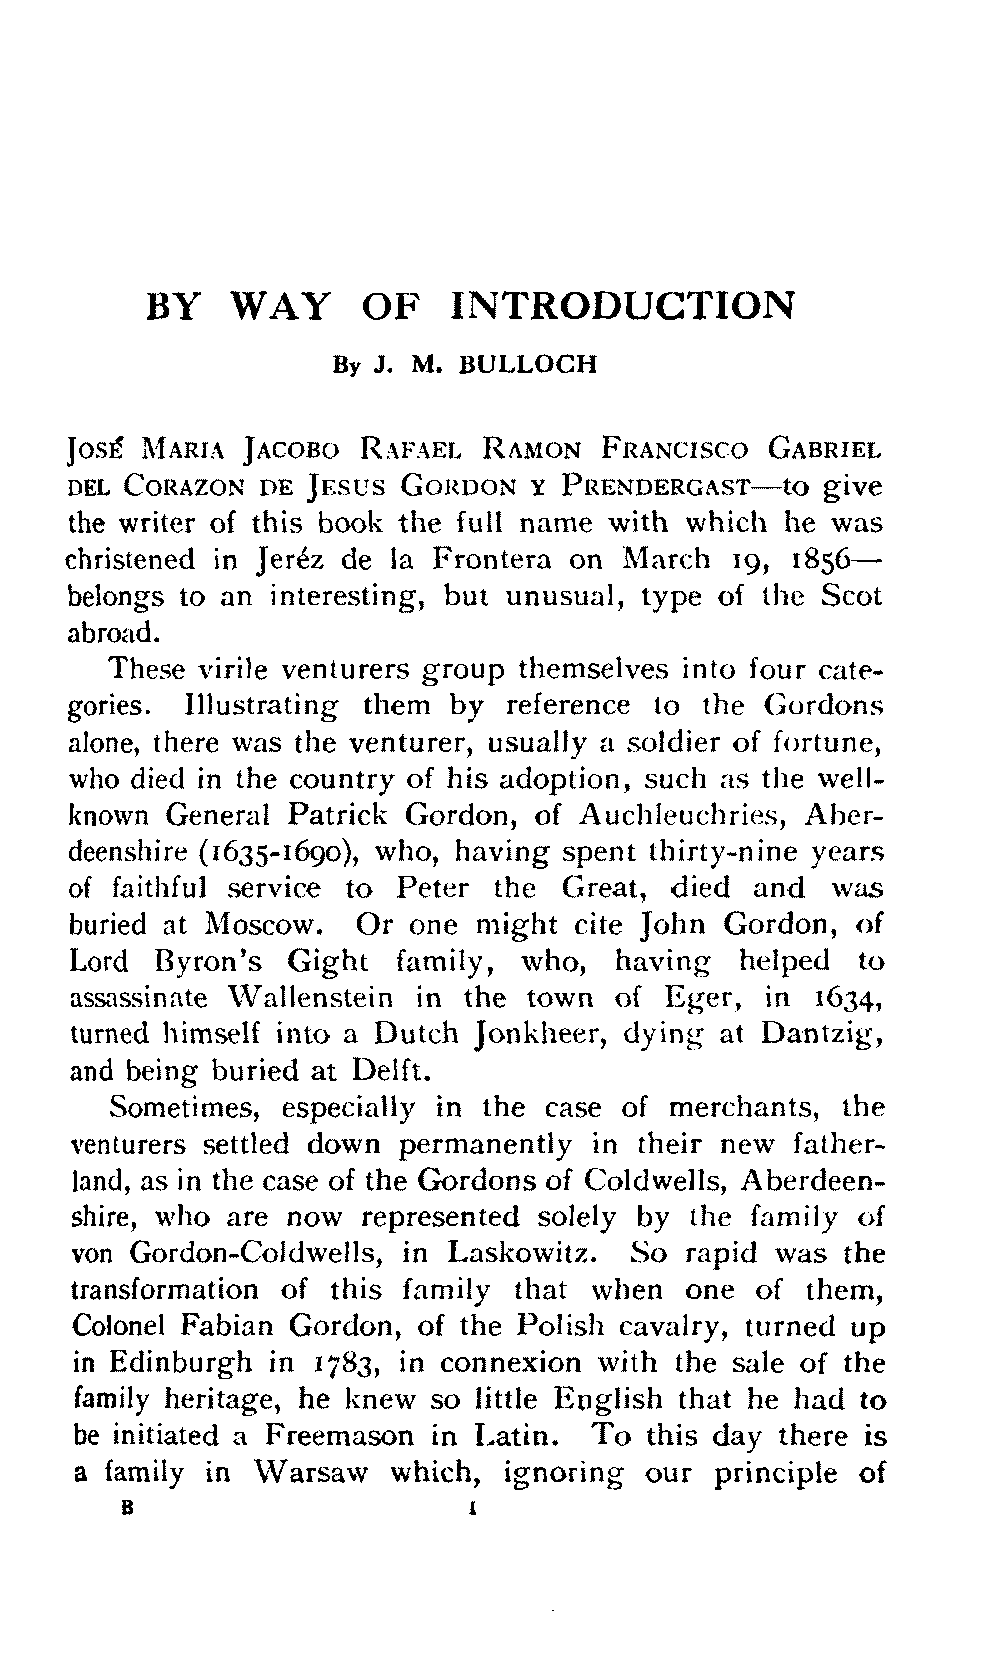 BY WAY OF INTRODUCTION
By J. M. BULLOCH
JOSÉ MARIA JACOBO RAFAEL RAMON FRANCISCO GABRIEL
DEL CORAZON DE JESUS GORDON Y PRENDERGAST—to give
the writer of this book the full name with which he was
christened in Jeréz de la Frontera on March 19, 1856—
belongs to an interesting, but unusual, type of the Scot
abroad.
These virile venturers group themselves into four cate-
gories. Illustrating them by reference to the Gordons
alone, there was the venturer, usually a soldier of fortune,
who died in the country of his adoption, such as the well-
known General Patrick Gordon, of Auchleuchries, Aber-
deenshire (1635-1690), who, having spent thirty-nine years
of faithful service to Peter the Great, died and was
buried at Moscow. Or one might cite John Gordon, of
Lord Byron's Gight family, who, having helped to
assassinate Wallenstein in the town of Eger, in 1634,
turned himself into a Dutch Jonkheer, dying at Dantzig,
and being buried at Delft.
Sometimes, especially in the case of merchants, the
venturers settled down permanently in their new father-
land, as in the case of the Gordons of Coldwells, Aberdeen-
shire, who are now represented solely by the family of
von Gordon-Coldwells, in Laskowitz. So rapid was the
transformation of this family that when one of them,
Colonel Fabian Gordon, of the Polish cavalry, turned up
in Edinburgh in 1783, in connexion with the sale of the
family heritage, he knew so little English that he had to
be initiated a Freemason in Latin. To this day there is
a family in Warsaw which, ignoring our principle of
B 1